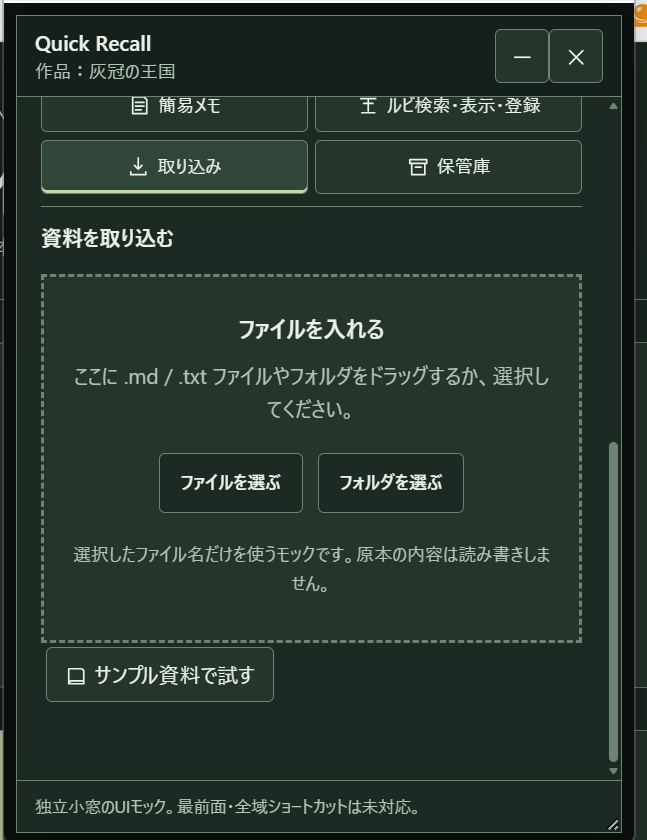 Quick Recall
作品：灰冠の王国
簡易メモ
ルビ検索・表示・登録
取り込み
保管庫
資料を取り込む
ファイルを入れる
ここに .md / .txt ファイルやフォルダをドラッグするか、選択し
てください。
ファイルを選ぶ
フォルダを選ぶ
選択したファイル名だけを使うモックです。原本の内容は読み書きしま
せん。
サンプル資料で試す
独立小窓のUIモック。最前面・全域ショートカットは未対応。